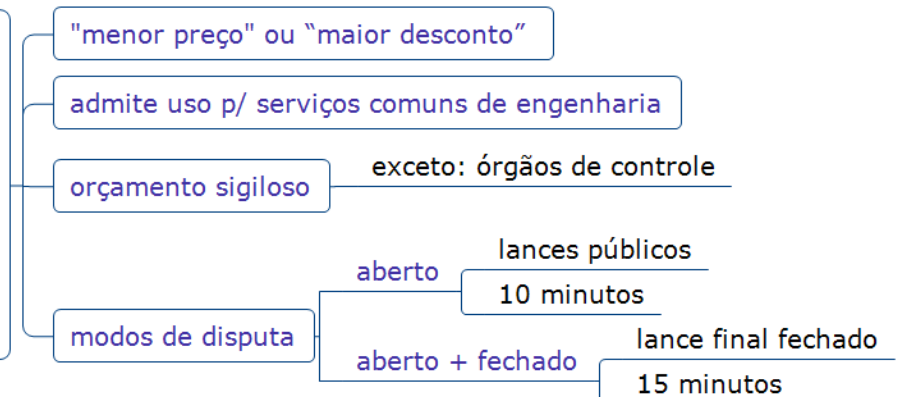 "menor preço" ou “maior desconto”
admite uso p/ serviços comuns de engenharia
orçamento sigiloso
exceto: órgãos de controle
modos de disputa
aberto
lances públicos
10 minutos
aberto + fechado
lance final fechado
15 minutos